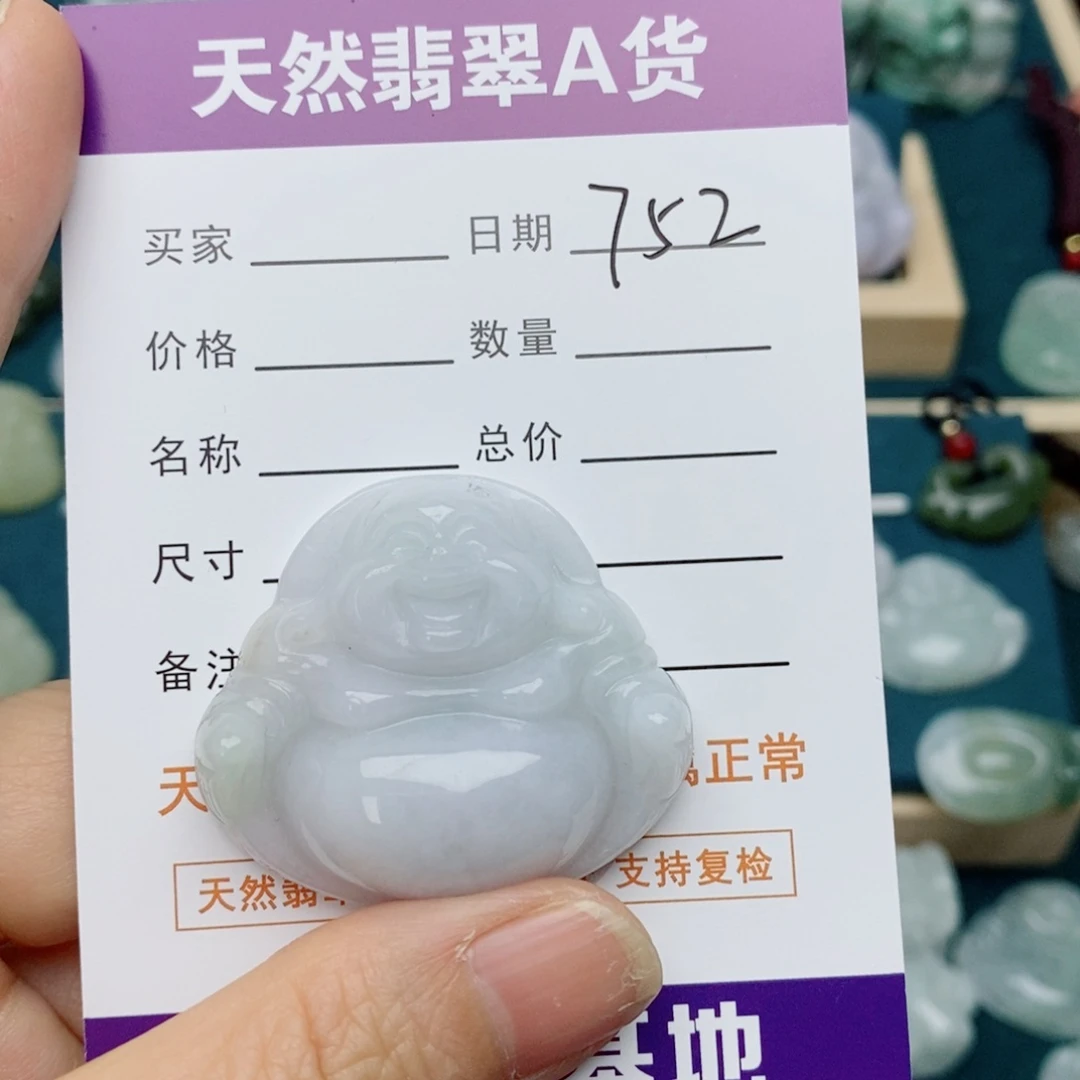 天然翡翠A货
买家 日期 752
价格 数量
名称 总价
尺寸
备注
天 正常
天然翡 支持复检
基地